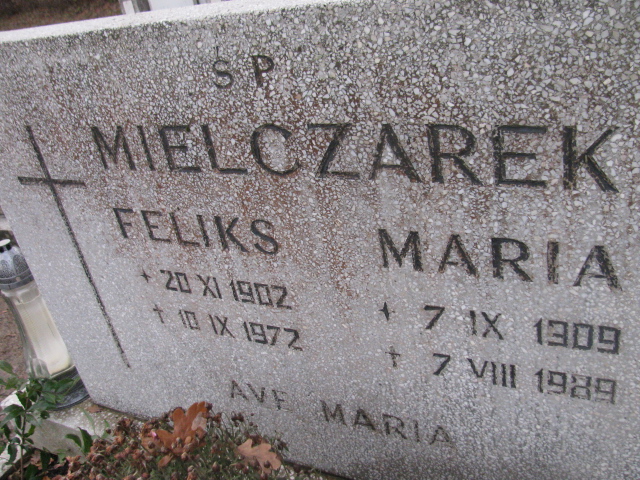 ŚP
MIELCZAREK
FELIKS
20 XI 1902
† 10 IX 1972
MARIA
7 IX 1909
† 7 VIII 1989
AVE MARIA